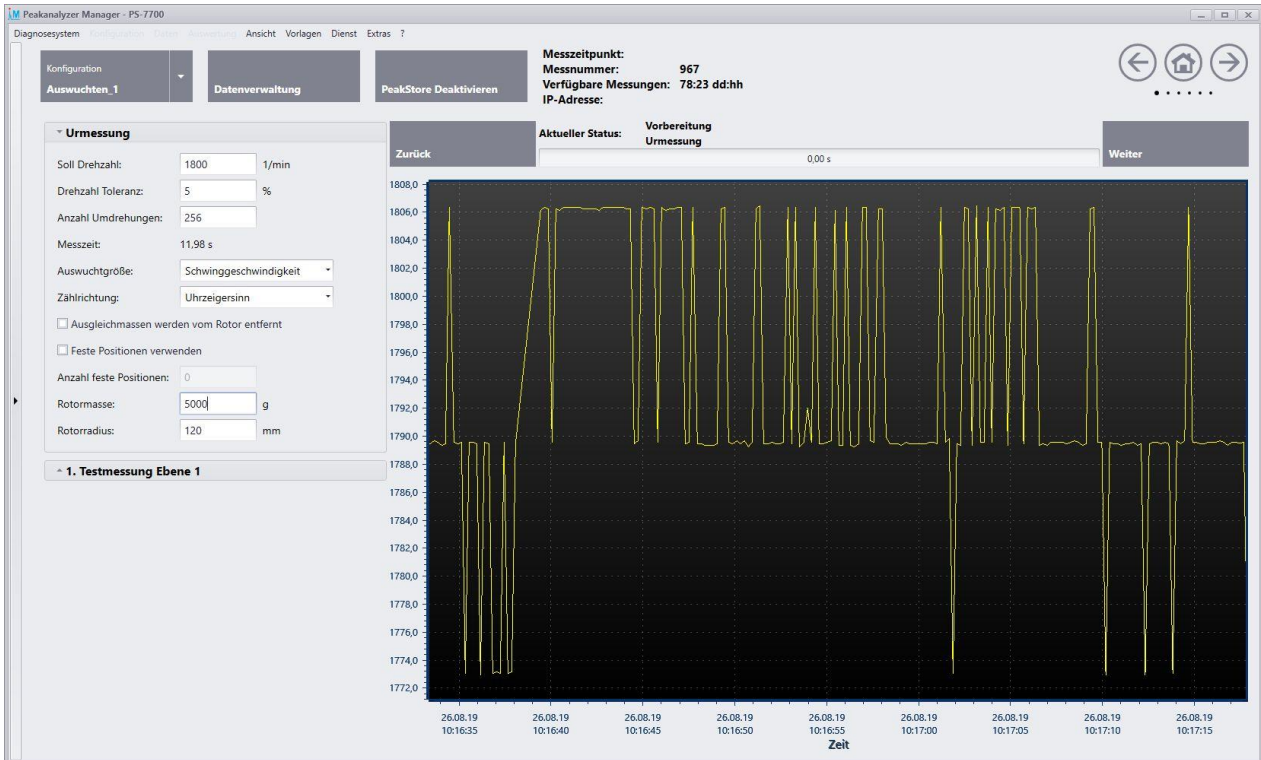 Peakanalyzer Manager - PS-7700
Diagnosesystem Konfiguration Daten Auswertung Ansicht Vorlagen Dienst Extras ?
Konfiguration
Auswuchten_1
Datenverwaltung
PeakStore Deaktivieren
Messzeitpunkt:
Messnummer: 967
Verfügbare Messungen: 78:23 dd:hh
IP-Adresse:
Urmessung
Soll Drehzahl: 1800 1/min
Drehzahl Toleranz: 5 %
Anzahl Umdrehungen: 256
Messzeit: 11,98 s
Auswuchtgröße: Schwinggeschwindigkeit
Zählrichtung: Uhrzeigersinn
Ausgleichmassen werden vom Rotor entfernt
Feste Positionen verwenden
Anzahl feste Positionen: 0
Rotormasse: 5000 g
Rotorradius: 120 mm
1. Testmessung Ebene 1
Zurück
Aktueller Status: Vorbereitung
Urmessung
0,00 s
Weiter
1808,0
1806,0
1804,0
1802,0
1800,0
1798,0
1796,0
1794,0
1792,0
1790,0
1788,0
1786,0
1784,0
1782,0
1780,0
1778,0
1776,0
1774,0
1772,0
26.08.19 26.08.19 26.08.19 26.08.19 26.08.19 26.08.19 26.08.19 26.08.19 26.08.19
10:16:35 10:16:40 10:16:45 10:16:50 10:16:55 10:17:00 10:17:05 10:17:10 10:17:15
Zeit